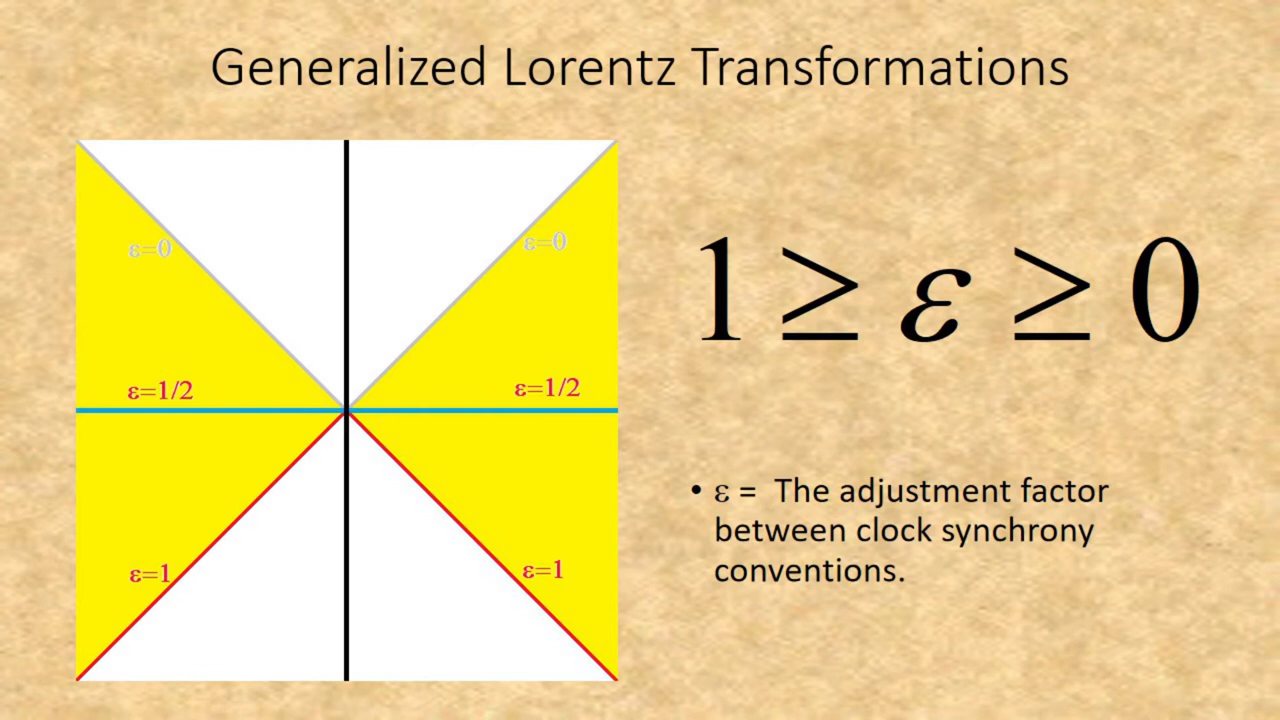 Generalized Lorentz Transformations
ε=0 ε=0
1 ≥ ε ≥ 0
ε=1/2 ε=1/2
• ε = The adjustment factor
between clock synchrony
conventions.
ε=1 ε=1